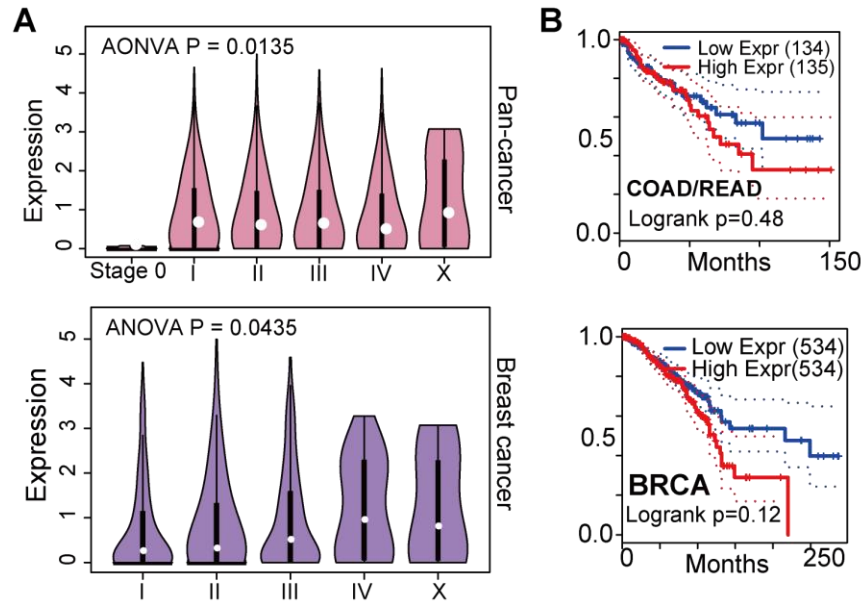 A
AONVA P = 0.0135
Expression
5
4
3
2
1
0
Stage 0
I
II
III
IV
X
Pan-cancer
ANOVA P = 0.0435
Expression
5
4
3
2
1
0
I
II
III
IV
X
Breast cancer
B
1.0
0.5
0.0
Low Expr (134)
High Expr (135)
COAD/READ
Logrank p=0.48
0
Months
150
1.0
0.5
0.0
Low Expr (534)
High Expr(534)
BRCA
Logrank p=0.12
0
Months
250